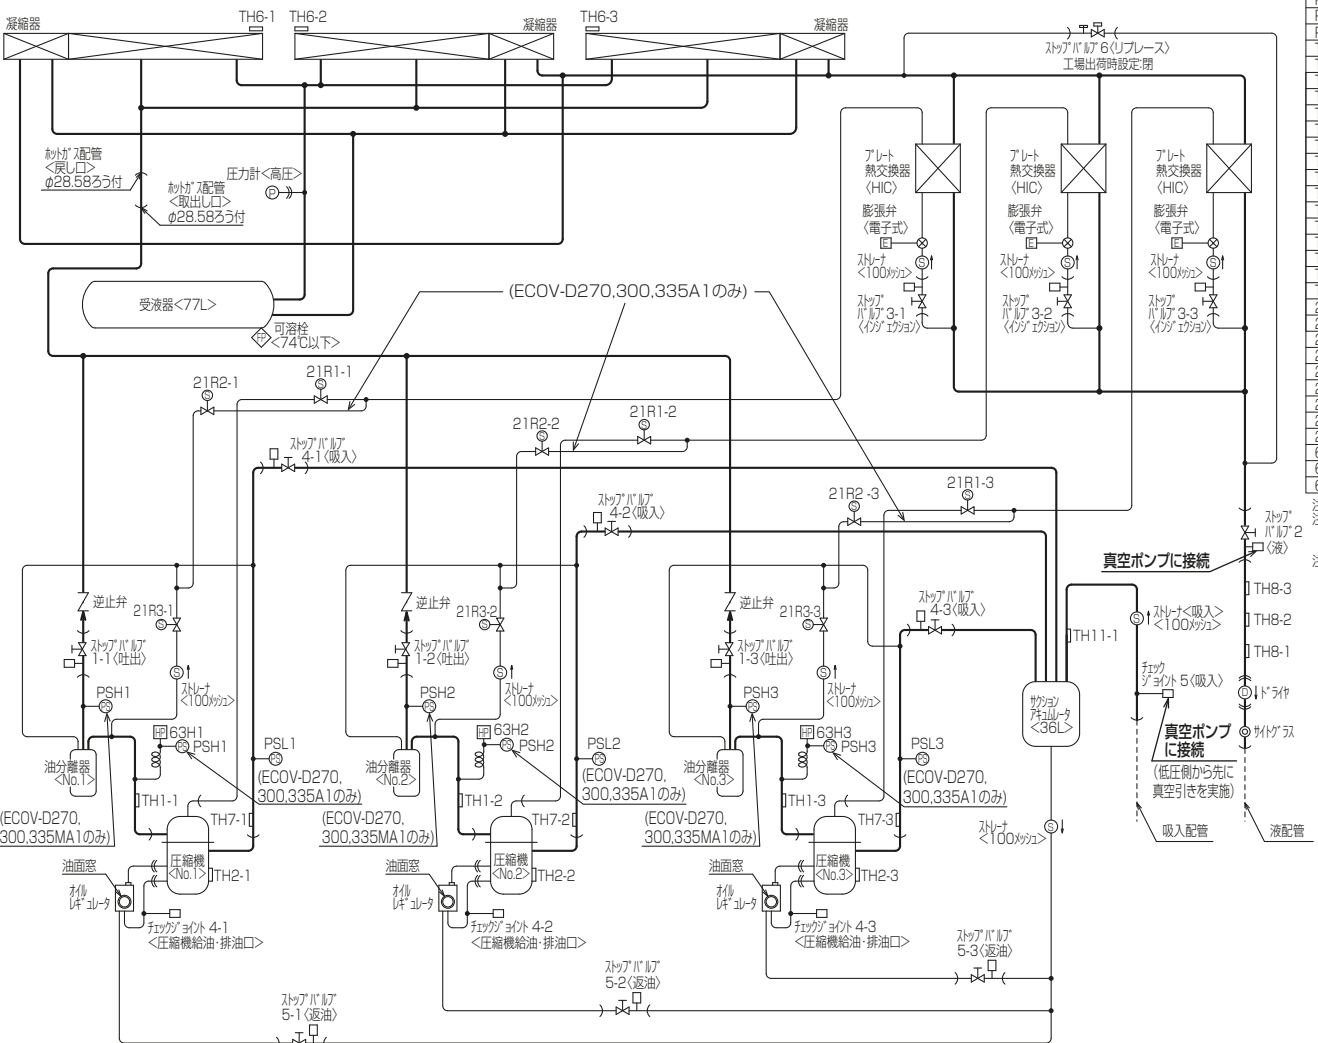 凝縮器
TH6-1
TH6-2
凝縮器
TH6-3
凝縮器
ストップバルブ6〈リプレース〉
工場出荷時設定:閉
ホットガス配管
<戻し口>
φ28.58ろう付
ホットガス配管
<取出し口>
φ28.58ろう付
圧力計<高圧>
P
プレート
熱交換器
〈HIC〉
膨張弁
〈電子式〉
E
ストレーナ
<100メッシュ>
S
ストップ
バルブ3-1
〈インジェクション〉
プレート
熱交換器
〈HIC〉
膨張弁
〈電子式〉
E
ストレーナ
<100メッシュ>
S
ストップ
バルブ3-2
〈インジェクション〉
プレート
熱交換器
〈HIC〉
膨張弁
〈電子式〉
E
ストレーナ
<100メッシュ>
S
ストップ
バルブ3-3
〈インジェクション〉
受液器<77L>
FP
可溶栓
<74℃以下>
(ECOV-D270,300,335A1のみ)
21R2-1
S
21R1-1
S
21R2-2
S
21R1-2
S
21R2-3
S
21R1-3
S
ストップバルブ
4-1〈吸入〉
ストップバルブ
4-2〈吸入〉
ストップバルブ
4-3〈吸入〉
ストップ
バルブ2
〈液〉
真空ポンプに接続
TH8-3
TH8-2
TH8-1
D
ドライヤ
サイトグラス
逆止弁
21R3-1
S
ストップバルブ
1-1〈吐出〉
S
ストレーナ
<100メッシュ>
PSH1
PS
HP
63H1
PS
PSH1
PSL1
PS
油分離器
<No.1>
(ECOV-D270,
300,335A1のみ)
(ECOV-D270,
300,335MA1のみ)
TH1-1
TH7-1
圧縮機
<No.1>
TH2-1
油面窓
オイル
レギュレータ
チェックジョイント 4-1
<圧縮機給油・排油口>
逆止弁
21R3-2
S
ストップバルブ
1-2〈吐出〉
S
ストレーナ
<100メッシュ>
PSH2
PS
HP
63H2
PS
PSH2
PSL2
PS
油分離器
<No.2>
(ECOV-D270,
300,335A1のみ)
(ECOV-D270,
300,335MA1のみ)
TH1-2
TH7-2
圧縮機
<No.2>
TH2-2
油面窓
オイル
レギュレータ
チェックジョイント 4-2
<圧縮機給油・排油口>
逆止弁
21R3-3
S
ストップバルブ
1-3〈吐出〉
S
ストレーナ
<100メッシュ>
PSH3
PS
HP
63H3
PS
PSH3
PSL3
PS
油分離器
<No.3>
(ECOV-D270,
300,335A1のみ)
(ECOV-D270,
300,335MA1のみ)
TH1-3
TH7-3
圧縮機
<No.3>
TH2-3
油面窓
オイル
レギュレータ
チェックジョイント 4-3
<圧縮機給油・排油口>
TH11-1
S
ストレーナ<吸入>
<100メッシュ>
チェック
ジョイント 5〈吸入〉
サクション
アキュムレータ
<36L>
真空ポンプ
に接続
(低圧側から先に
真空引きを実施)
ストレーナ
<100メッシュ>
S
吸入配管
液配管
ストップバルブ
5-3〈返油〉
ストップバルブ
5-2〈返油〉
ストップバルブ
5-1〈返油〉